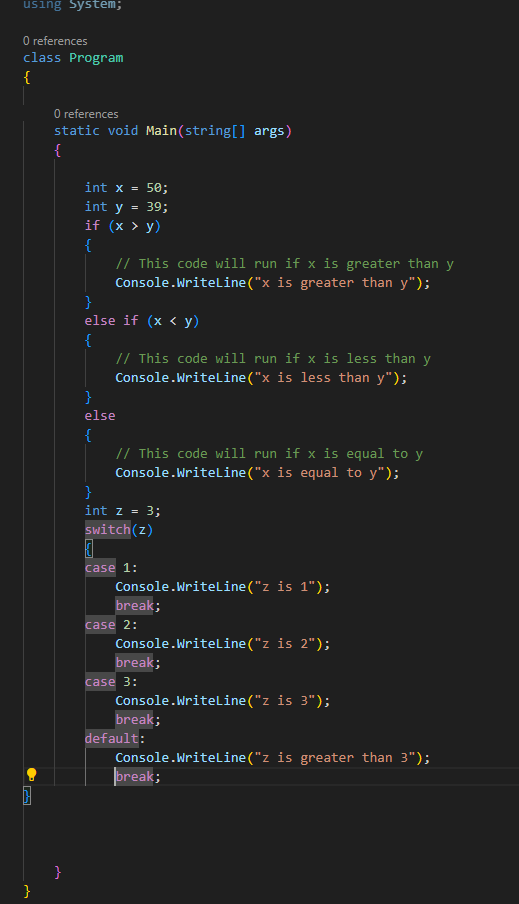 using System;
0 references
class Program
{
0 references
static void Main(string[] args)
{
int x = 50;
int y = 39;
if (x > y)
{
// This code will run if x is greater than y
Console.WriteLine("x is greater than y");
}
else if (x < y)
{
// This code will run if x is less than y
Console.WriteLine("x is less than y");
}
else
{
// This code will run if x is equal to y
Console.WriteLine("x is equal to y");
}
int z = 3;
switch(z)
{
case 1:
Console.WriteLine("z is 1");
break;
case 2:
Console.WriteLine("z is 2");
break;
case 3:
Console.WriteLine("z is 3");
break;
default:
Console.WriteLine("z is greater than 3");
break;
}
}
}